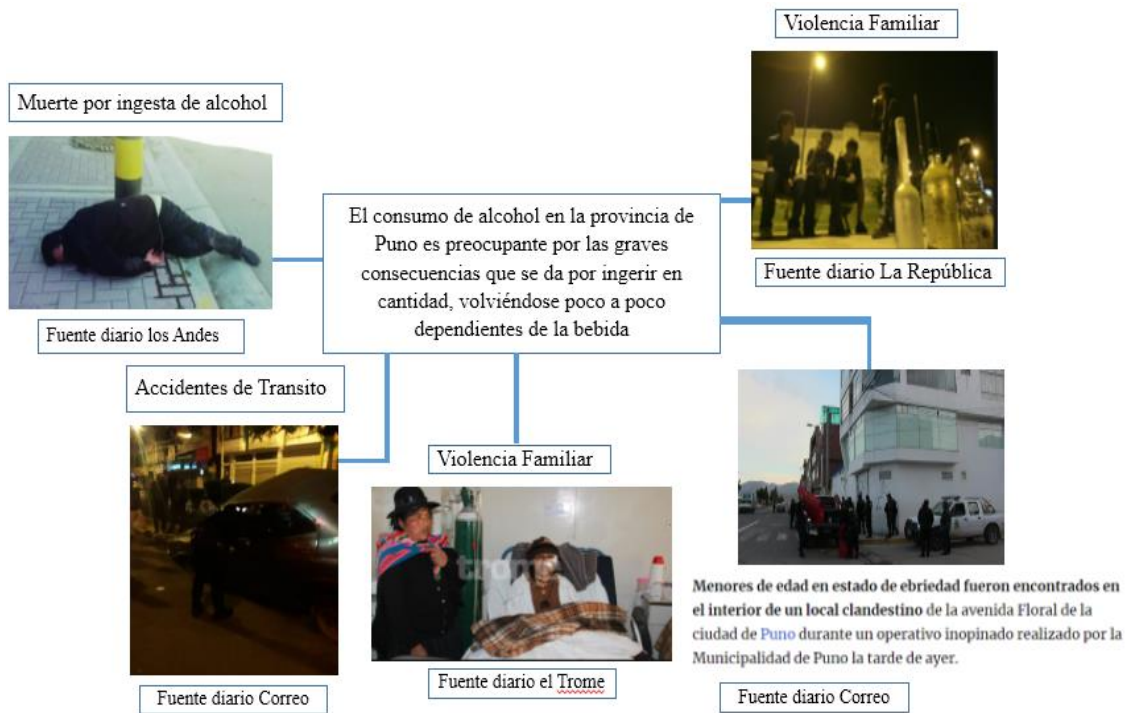 Violencia Familiar
Muerte por ingesta de alcohol
El consumo de alcohol en la provincia de
Puno es preocupante por las graves
consecuencias que se da por ingerir en
cantidad, volviéndose poco a poco
dependientes de la bebida
Fuente diario La República
Fuente diario los Andes
Accidentes de Transito
Violencia Familiar
trome
Menores de edad en estado de ebriedad fueron encontrados en
el interior de un local clandestino de la avenida Floral de la
ciudad de Puno durante un operativo inopinado realizado por la
Municipalidad de Puno la tarde de ayer.
Fuente diario Correo
Fuente diario el Trome
Fuente diario Correo